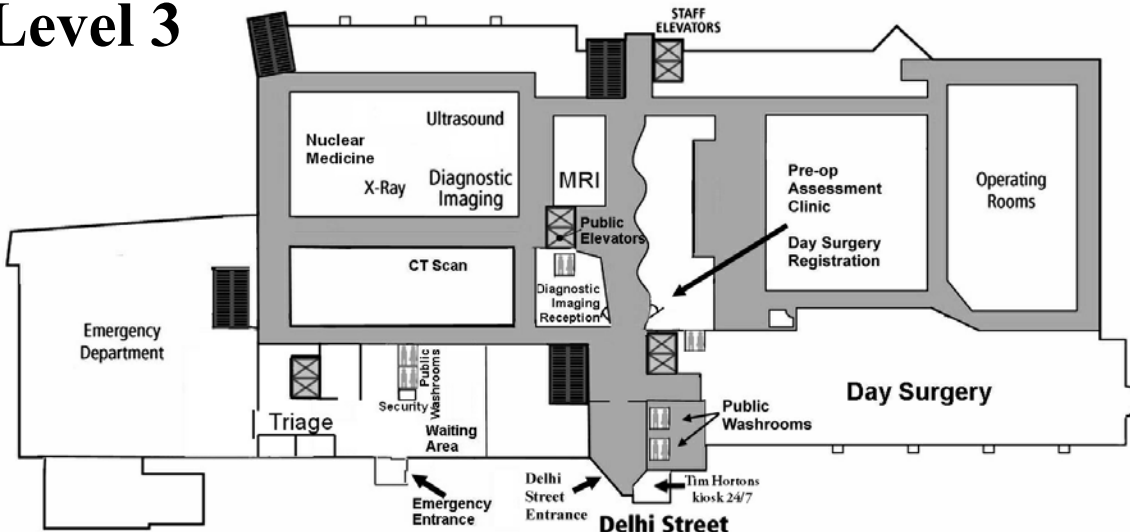 Level 3
STAFF
ELEVATORS
Ultrasound
Nuclear
Medicine
X-Ray
Diagnostic
Imaging
MRI
Public
Elevators
Pre-op
Assessment
Clinic
Day Surgery
Registration
Operating
Rooms
CT Scan
Diagnostic
Imaging
Reception
Emergency
Department
Public
Washrooms
Security
Triage
Waiting
Area
Day Surgery
Public
Washrooms
Emergency
Entrance
Delhi
Street
Entrance
Tim Hortons
kiosk 24/7
Delhi Street